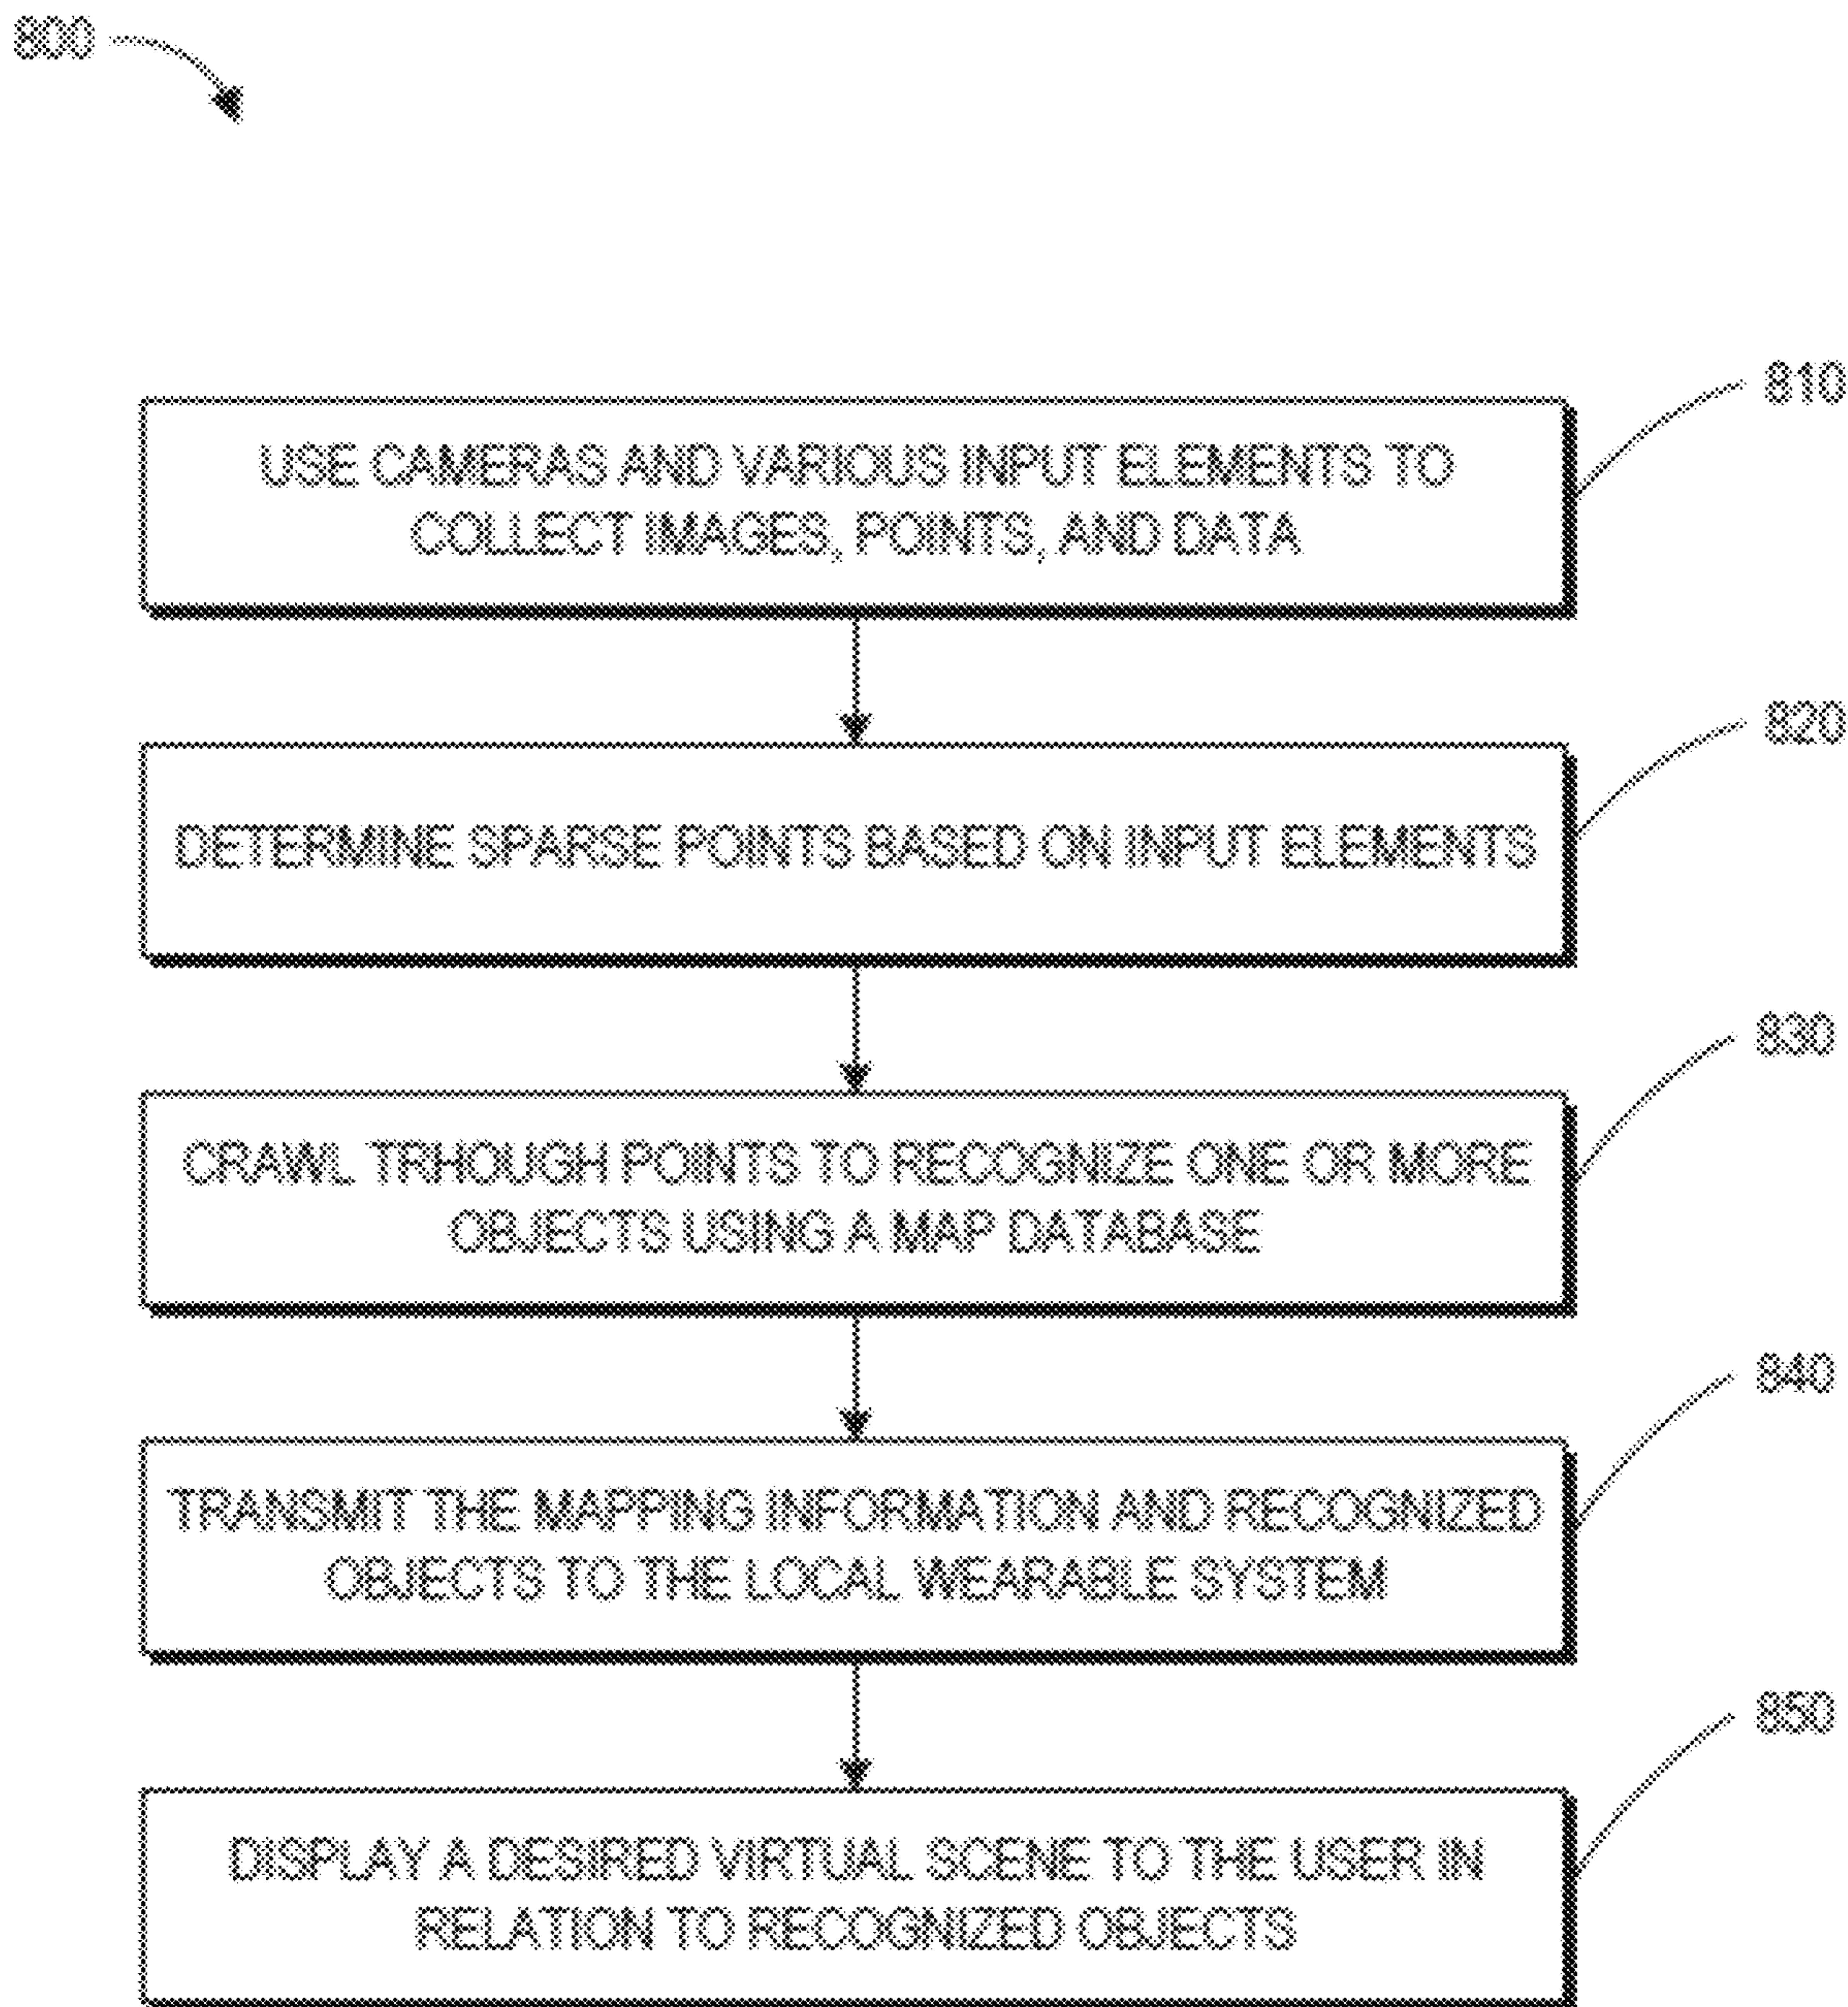 800
810
USE CAMERAS AND VARIOUS INPUT ELEMENTS TO
COLLECT IMAGES, POINTS, AND DATA
820
DETERMINE SPARSE POINTS BASED ON INPUT ELEMENTS
830
CRAWL TRHOUGH POINTS TO RECOGNIZE ONE OR MORE
OBJECTS USING A MAP DATABASE
840
TRANSMIT THE MAPPING INFORMATION AND RECOGNIZED
OBJECTS TO THE LOCAL WEARABLE SYSTEM
850
DISPLAY A DESIRED VIRTUAL SCENE TO THE USER IN
RELATION TO RECOGNIZED OBJECTS